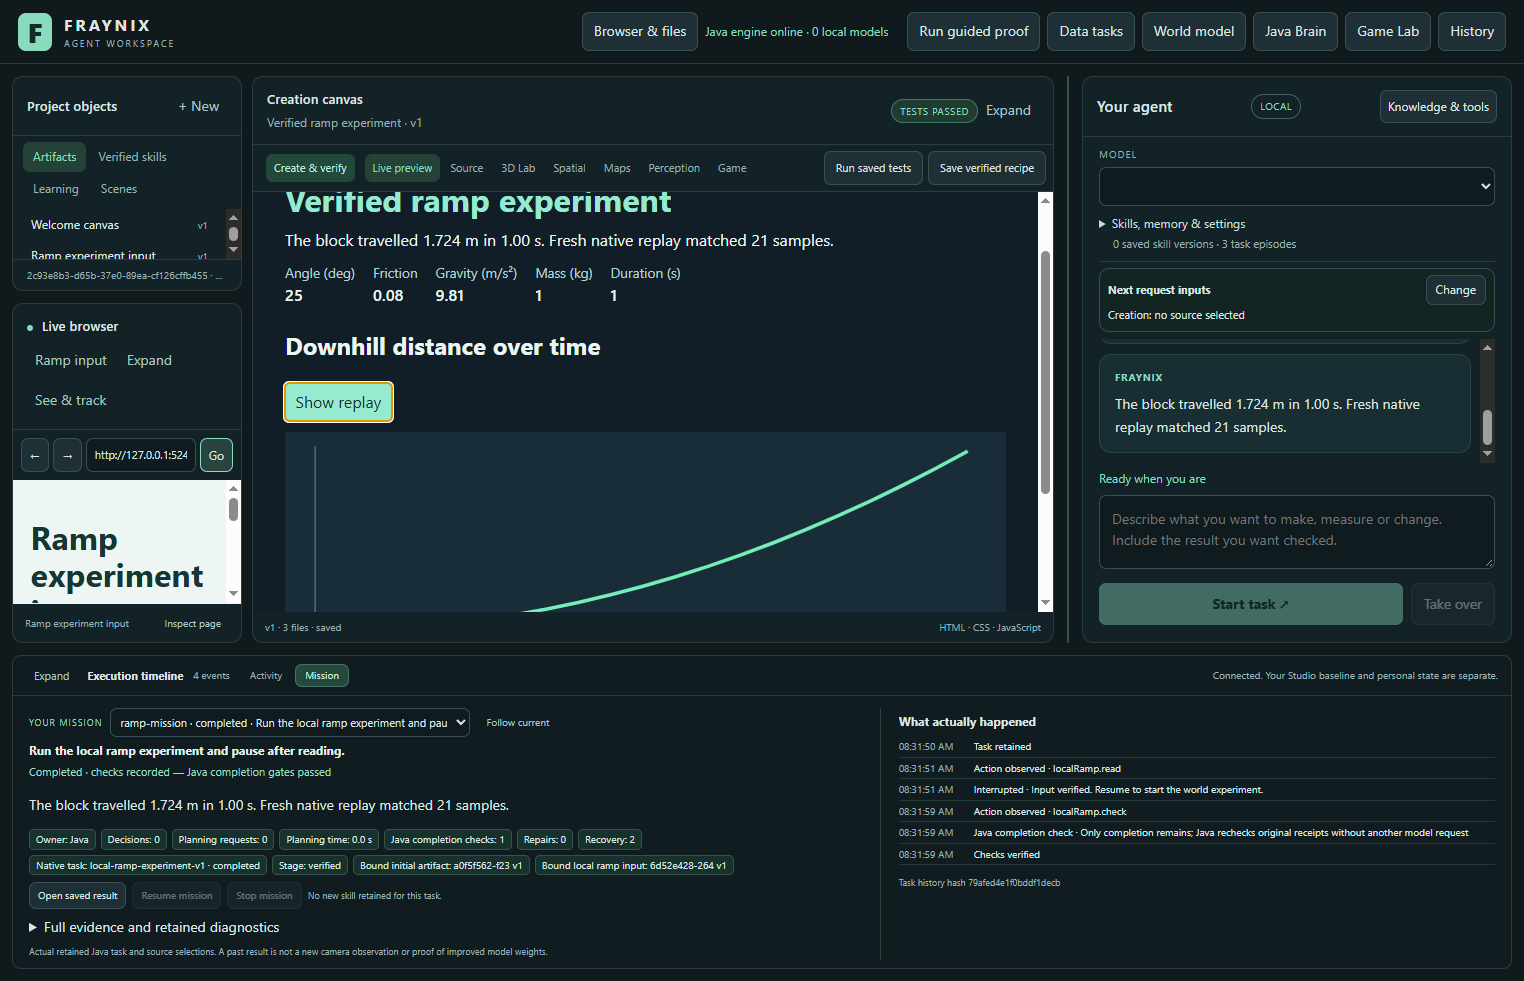 F
FRAYNIX
AGENT WORKSPACE
Browser & files
Java engine online · 0 local models
Run guided proof
Data tasks
World model
Java Brain
Game Lab
History
Project objects
+ New
Artifacts
Verified skills
Learning
Scenes
Welcome canvas v1
Ramp experiment input v1
2c93e8b3-d65b-37e0-89ea-cf126cffb455 · ...
Live browser
Ramp input
Expand
See & track
←
→
http://127.0.0.1:524
Go
Ramp
experiment
Ramp experiment input
Inspect page
Creation canvas
Verified ramp experiment · v1
TESTS PASSED
Expand
Create & verify
Live preview
Source
3D Lab
Spatial
Maps
Perception
Game
Run saved tests
Save verified recipe
Verified ramp experiment
The block travelled 1.724 m in 1.00 s. Fresh native replay matched 21 samples.
Angle (deg) Friction Gravity (m/s²) Mass (kg) Duration (s)
25 0.08 9.81 1 1
Downhill distance over time
Show replay
v1 · 3 files · saved
HTML · CSS · JavaScript
Your agent
LOCAL
Knowledge & tools
MODEL
Skills, memory & settings
0 saved skill versions · 3 task episodes
Next request inputs
Change
Creation: no source selected
FRAYNIX
The block travelled 1.724 m in 1.00 s. Fresh native
replay matched 21 samples.
Ready when you are
Describe what you want to make, measure or change.
Include the result you want checked.
Start task ↗
Take over
Expand
Execution timeline
4 events
Activity
Mission
Connected. Your Studio baseline and personal state are separate.
YOUR MISSION
ramp-mission · completed · Run the local ramp experiment and pau
Follow current
Run the local ramp experiment and pause after reading.
Completed · checks recorded — Java completion gates passed
The block travelled 1.724 m in 1.00 s. Fresh native replay matched 21 samples.
Owner: Java
Decisions: 0
Planning requests: 0
Planning time: 0.0 s
Java completion checks: 1
Repairs: 0
Recovery: 2
Native task: local-ramp-experiment-v1 · completed
Stage: verified
Bound initial artifact: a0f5f562-f23 v1
Bound local ramp input: 6d52e428-264 v1
Open saved result
Resume mission
Stop mission
No new skill retained for this task.
Full evidence and retained diagnostics
Actual retained Java task and source selections. A past result is not a new camera observation or proof of improved model weights.
What actually happened
08:31:50 AM Task retained
08:31:51 AM Action observed · localRamp.read
08:31:51 AM Interrupted · Input verified. Resume to start the world experiment.
08:31:59 AM Action observed · localRamp.check
08:31:59 AM Java completion check · Only completion remains; Java rechecks original receipts without another model request
08:31:59 AM Checks verified
Task history hash 79afed4e1f0bddf1decb